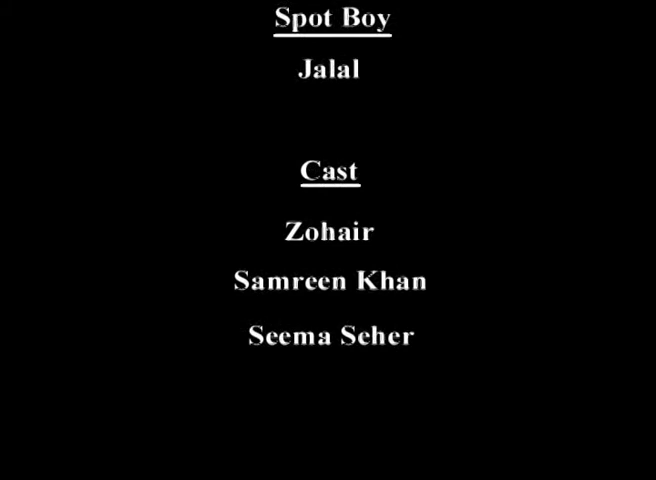 Spot Boy
Jalal
Cast
Zohair
Samreen Khan
Seema Seher